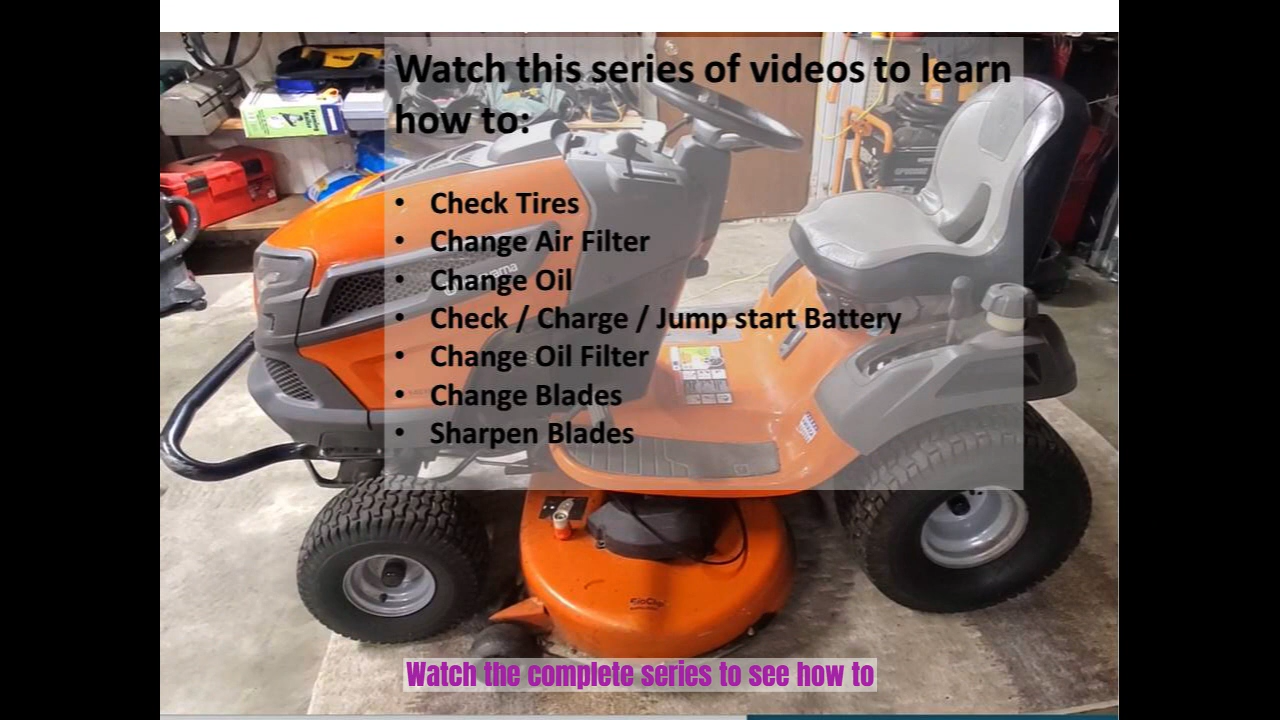 Watch this series of videos to learn
how to:
• Check Tires
• Change Air Filter
• Change Oil
• Check / Charge / Jump start Battery
• Change Oil Filter
• Change Blades
• Sharpen Blades
Watch the complete series to see how to